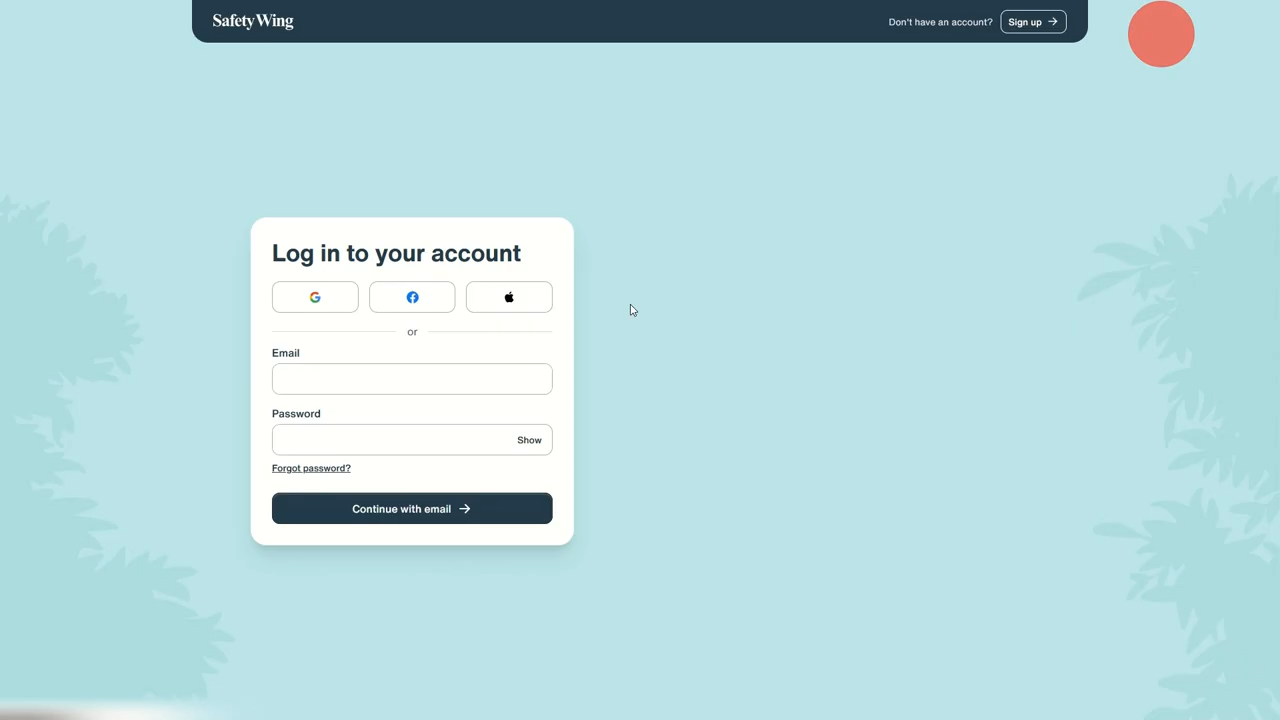 SafetyWing
Don't have an account?
Sign up
Log in to your account
or
Email
Password
Show
Forgot password?
Continue with email